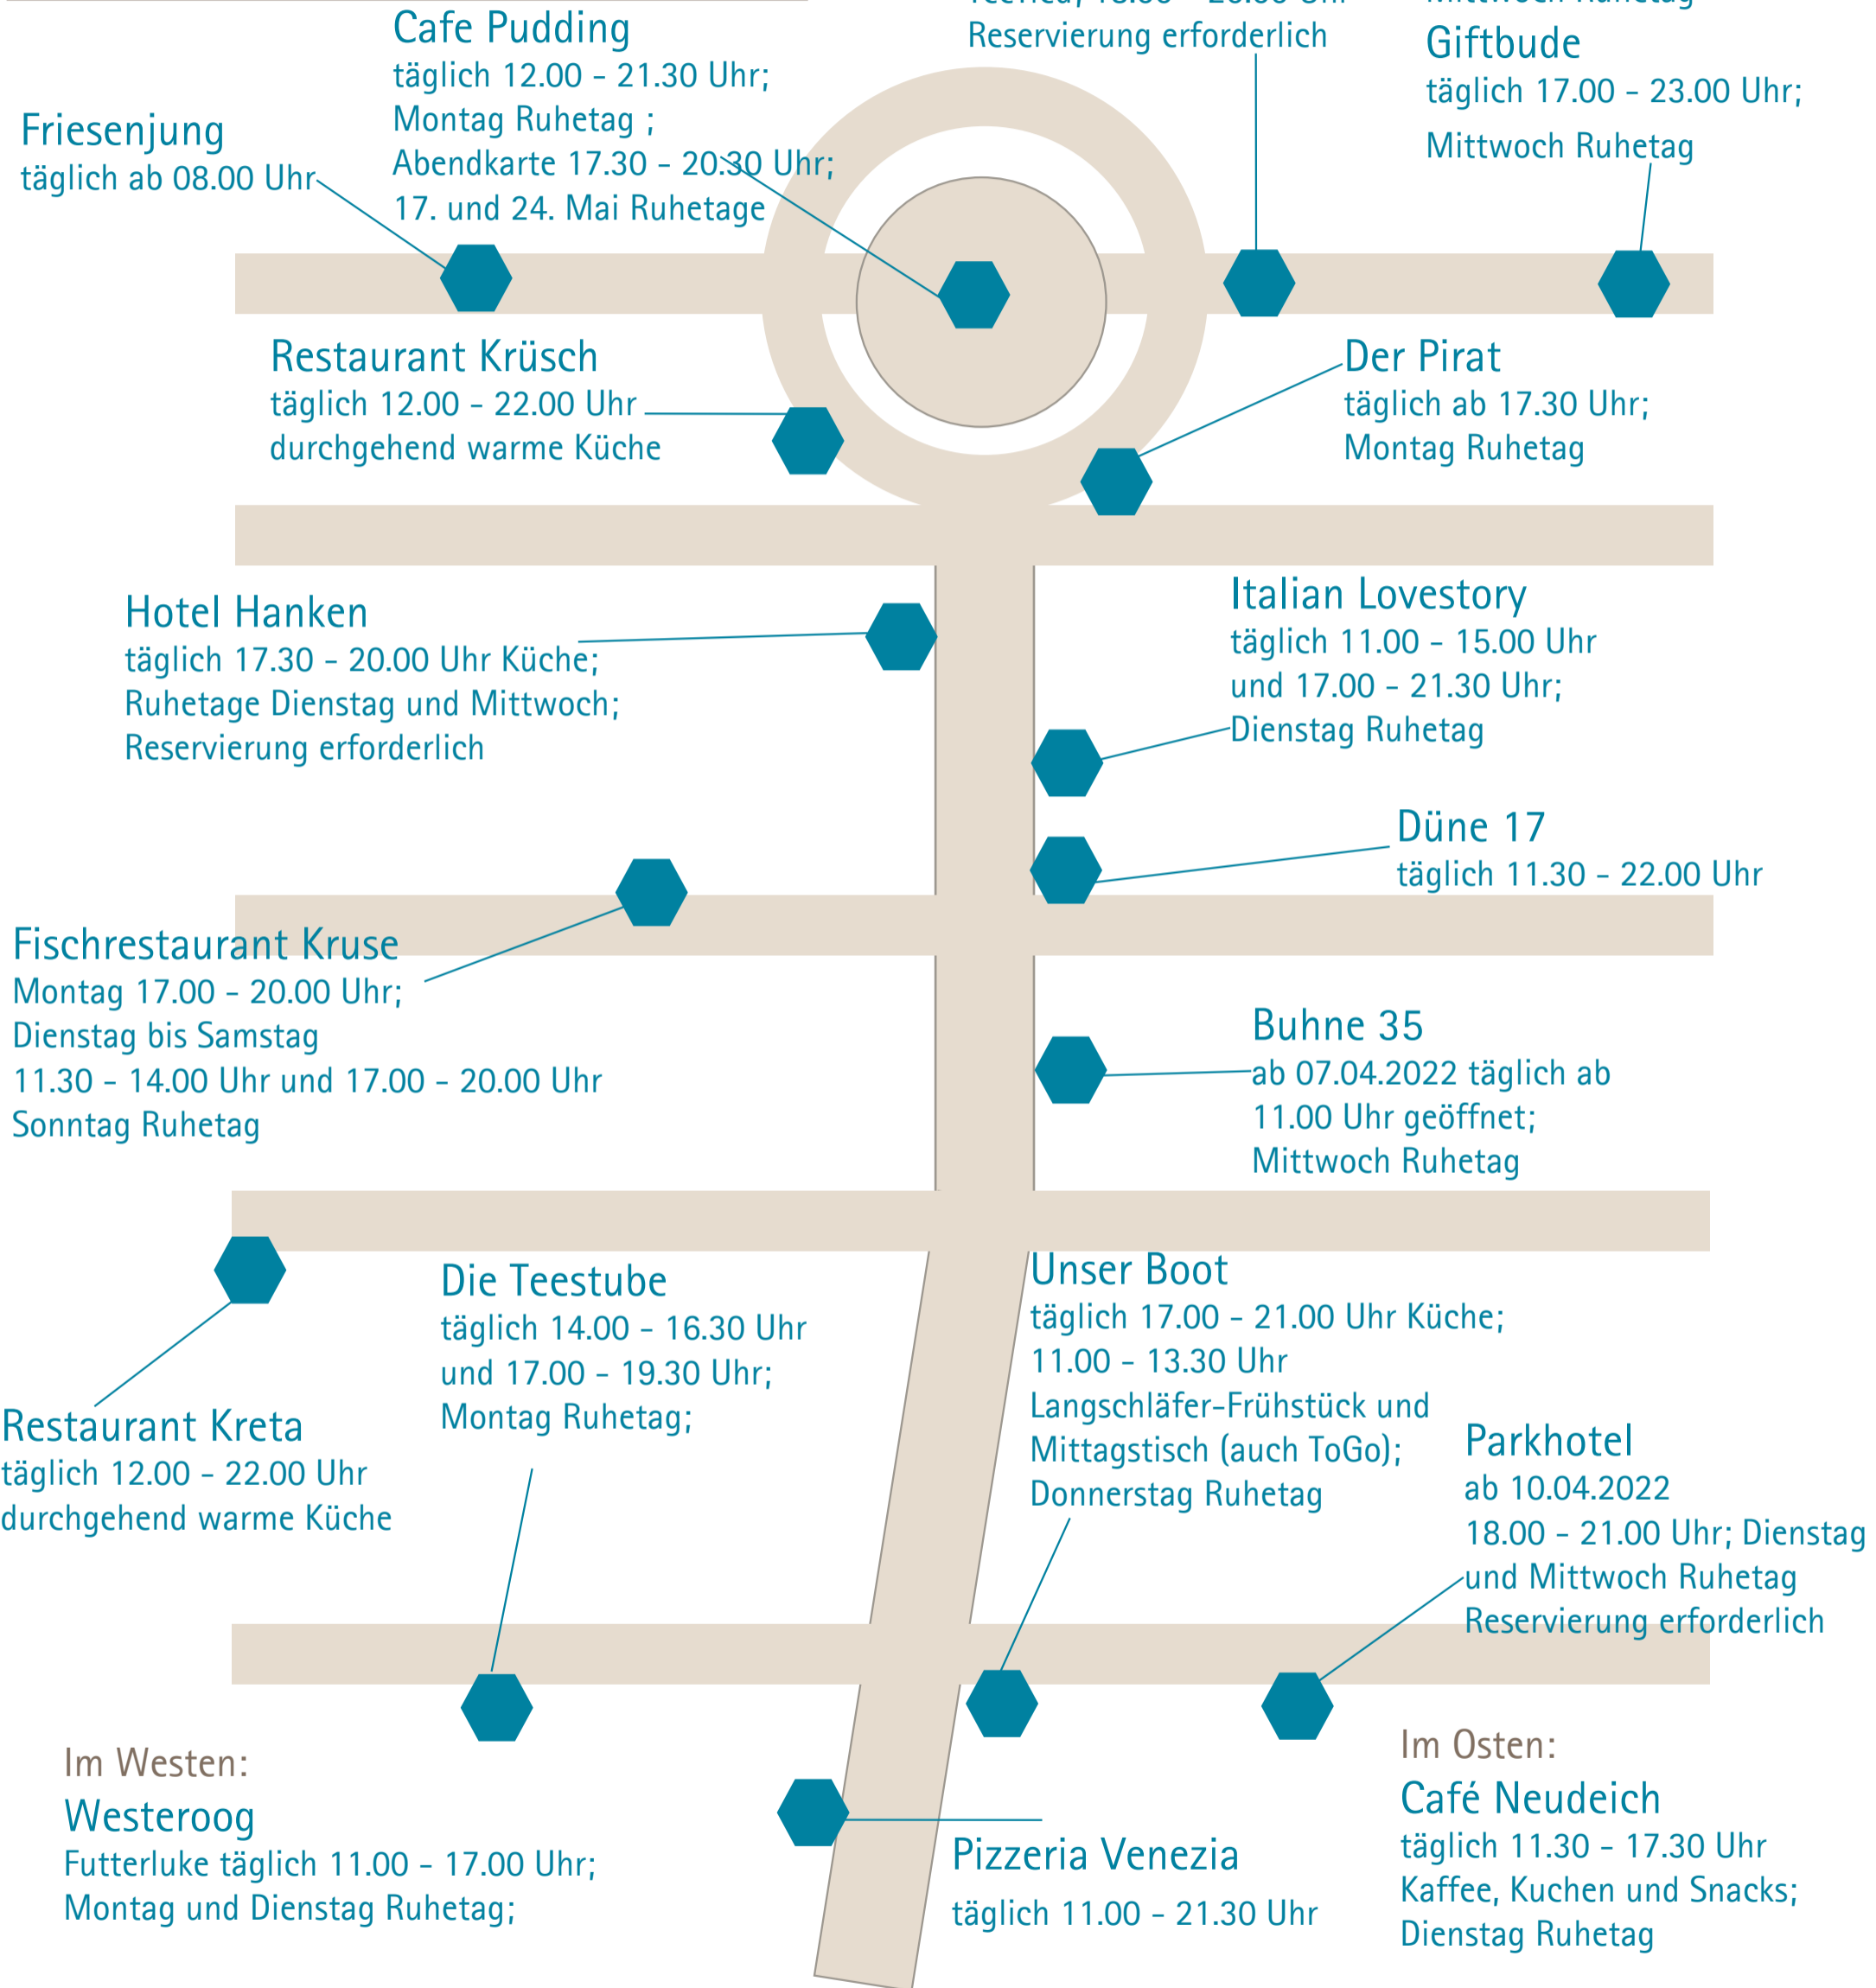 Cafe Pudding
täglich 12.00 - 21.30 Uhr;
Montag Ruhetag ;
Abendkarte 17.30 - 20.30 Uhr;
17. und 24. Mai Ruhetage
Reservierung erforderlich
Mittwoch Ruhetag
Giftbude
täglich 17.00 - 23.00 Uhr;
Mittwoch Ruhetag
Friesenjung
täglich ab 08.00 Uhr
Restaurant Krüsch
täglich 12.00 - 22.00 Uhr
durchgehend warme Küche
Der Pirat
täglich ab 17.30 Uhr;
Montag Ruhetag
Hotel Hanken
täglich 17.30 - 20.00 Uhr Küche;
Ruhetage Dienstag und Mittwoch;
Reservierung erforderlich
Italian Lovestory
täglich 11.00 - 15.00 Uhr
und 17.00 - 21.30 Uhr;
Dienstag Ruhetag
Düne 17
täglich 11.30 - 22.00 Uhr
Fischrestaurant Kruse
Montag 17.00 - 20.00 Uhr;
Dienstag bis Samstag
11.30 - 14.00 Uhr und 17.00 - 20.00 Uhr
Sonntag Ruhetag
Buhne 35
ab 07.04.2022 täglich ab
11.00 Uhr geöffnet;
Mittwoch Ruhetag
Die Teestube
täglich 14.00 - 16.30 Uhr
und 17.00 - 19.30 Uhr;
Montag Ruhetag;
Unser Boot
täglich 17.00 - 21.00 Uhr Küche;
11.00 - 13.30 Uhr
Langschläfer-Frühstück und
Mittagstisch (auch ToGo);
Donnerstag Ruhetag
Restaurant Kreta
täglich 12.00 - 22.00 Uhr
durchgehend warme Küche
Parkhotel
ab 10.04.2022
18.00 - 21.00 Uhr; Dienstag
und Mittwoch Ruhetag
Reservierung erforderlich
Im Westen:
Westeroog
Futterluke täglich 11.00 - 17.00 Uhr;
Montag und Dienstag Ruhetag;
Pizzeria Venezia
täglich 11.00 - 21.30 Uhr
Im Osten:
Café Neudeich
täglich 11.30 - 17.30 Uhr
Kaffee, Kuchen und Snacks;
Dienstag Ruhetag